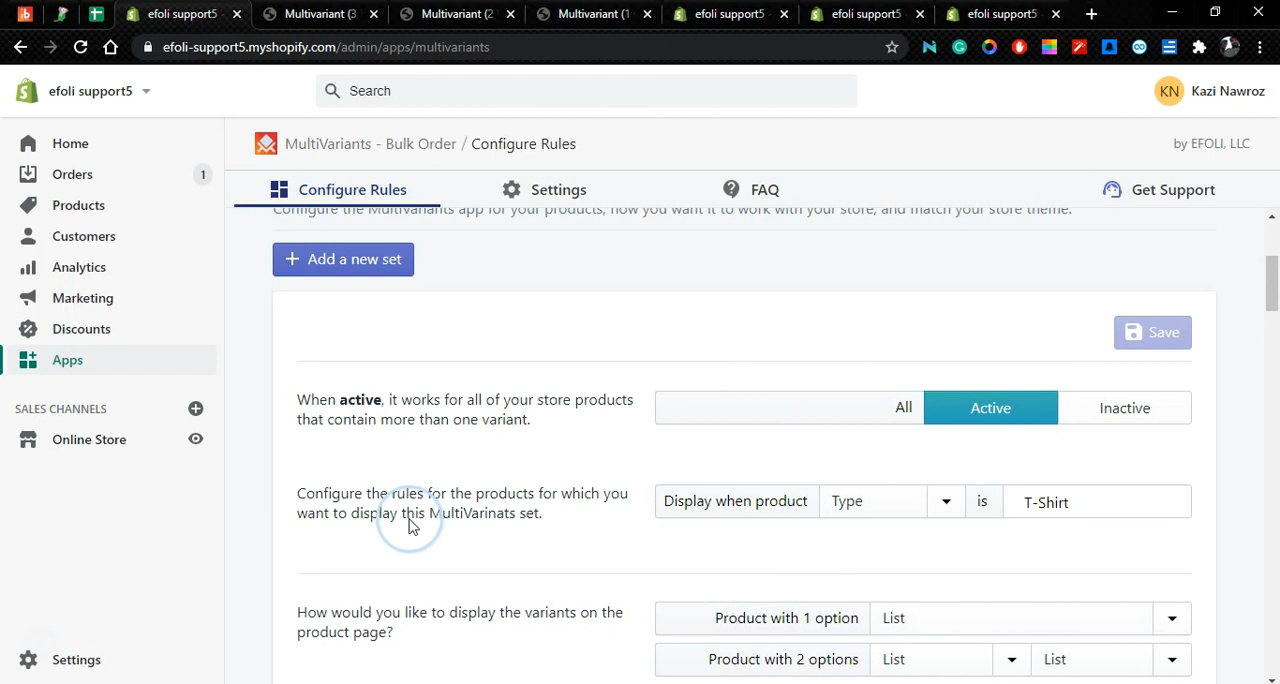 efoli support5
Multivariant (3
Multivariant (2
Multivariant (1
efoli support5
efoli support5
efoli support5
efoli-support5.myshopify.com/admin/apps/multivariants
efoli support5
Search
KN
Kazi Nawroz
Home
Orders
1
Products
Customers
Analytics
Marketing
Discounts
Apps
SALES CHANNELS
Online Store
Settings
MultiVariants - Bulk Order / Configure Rules
by EFOLI, LLC
Configure Rules
Settings
FAQ
Get Support
Configure the MultiVariants app for your products, how you want it to work with your store, and match your store theme.
+ Add a new set
Save
When active, it works for all of your store products
that contain more than one variant.
All
Active
Inactive
Configure the rules for the products for which you
want to display this MultiVarinats set.
Display when product
Type
is
T-Shirt
How would you like to display the variants on the
product page?
Product with 1 option
List
Product with 2 options
List
List